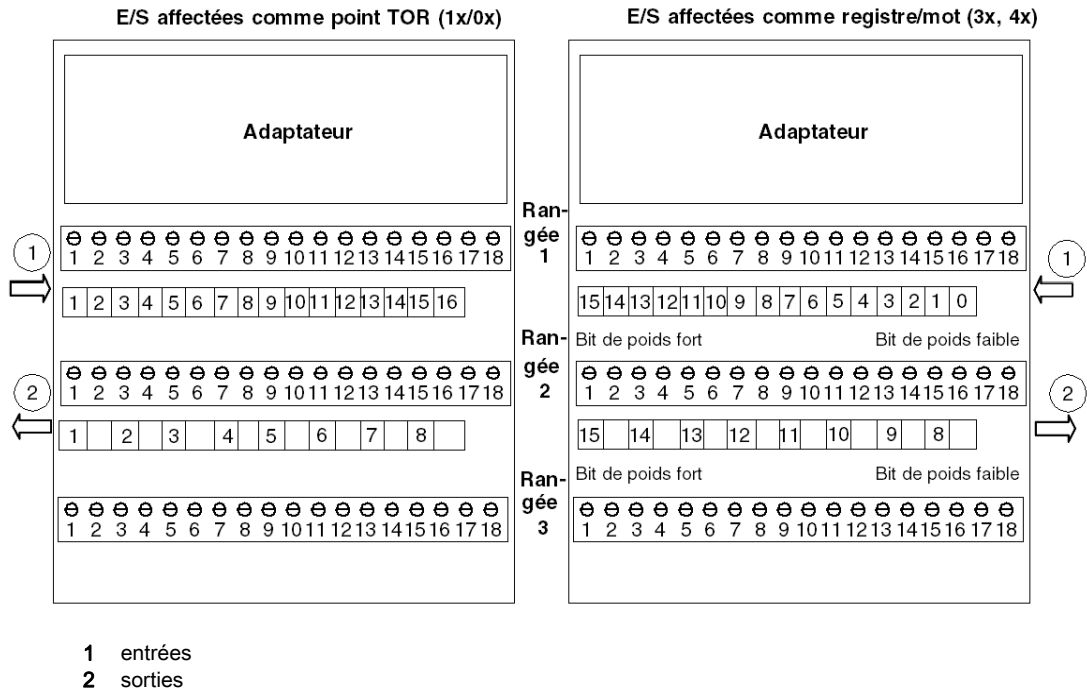 E/S affectées comme point TOR (1x/0x)
E/S affectées comme registre/mot (3x, 4x)
Adaptateur
Adaptateur
Ran-
gée
1
1
1 2 3 4 5 6 7 8 9 10 11 12 13 14 15 16 17 18
1 2 3 4 5 6 7 8 9 10 11 12 13 14 15 16 17 18
1
1 2 3 4 5 6 7 8 9 10 11 12 13 14 15 16
15 14 13 12 11 10 9 8 7 6 5 4 3 2 1 0
Ran-
gée
2
Bit de poids fort
Bit de poids faible
2
1 2 3 4 5 6 7 8 9 10 11 12 13 14 15 16 17 18
1 2 3 4 5 6 7 8 9 10 11 12 13 14 15 16 17 18
2
1 2 3 4 5 6 7 8
15 14 13 12 11 10 9 8
Ran-
gée
3
Bit de poids fort
Bit de poids faible
1 2 3 4 5 6 7 8 9 10 11 12 13 14 15 16 17 18
1 2 3 4 5 6 7 8 9 10 11 12 13 14 15 16 17 18
1 entrées
2 sorties